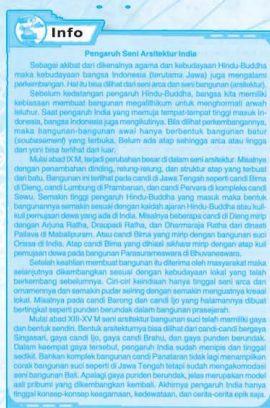 Info
Pengaruh Seni Arsitektur India
Sebagai akibat dari dikenalnya agama dan kebudayaan Hindu-Buddha
maka kebudayaan bangsa Indonesia (terutama Jawa) juga mengalami
perkembangan. Hal itu bisa dilihat dari seni arca dan seni bangunan (arsitektur).
Sebelum kedatangan pengaruh Hindu-Buddha, bangsa kita memiliki
kebiasaan membuat bangunan megalithikum untuk menghormati arwah
leluhur. Saat pengaruh India yang memuja tempat-tempat tinggi masuk In-
donesia, bangsa Indonesia juga mengikutinya. Bila dilihat perkembangannya,
maka bangunan-bangunan awal hanya berbentuk bangunan batur
(soubasement) yang terbuka. Belum ada atap sehingga arca atau lingga
dan yoni bisa terlihat dari luar.
Mulai abad IX M, terjadi perubahan besar di dalam seni arsitektur. Misalnya
dengan penambahan dinding, relung-relung, dan struktur atap yang terbuat
dari batu. Bangunan ini terlihat pada candi di Jawa Tengah seperti candi Bima
di Dieng, candi Lumbung di Prambanan, dan candi Pervara di kompleks candi
Sewu. Semakin tinggi pengaruh Hindu-Buddha yang masuk maka bentuk
bangunannya semakin sesuai dengan kaidah ajaran Hindu-Buddha atau kuil-
kuil pemujaan dewa yang ada di India. Misalnya beberapa candi di Dieng mirip
dengan Arjuna Ratha, Draupadi Ratha, dan Dharmaraja Ratha dari dinasti
Pallava di Mabalipuram. Atau candi Bima yang mirip dengan bangunan suci
Orissa di India. Atap candi Bima yang dihiasi sikhara mirip dengan atap kuil
pemujaan dewa pada bangunan Parasurameswara di Bhuvaneswara.
Setelah keahlian membuat bangunan itu diterima oleh masyarakat maka
selanjutnya dikembangkan sesuai dengan kebudayaan lokal yang telah
berkembang sebelumnya. Ciri-ciri keindiaan hanya tinggal seni arca dan
ornamennya dan semakin pudar seiring dengan semakin menguatnya kreasi
lokal. Misalnya pada candi Barong dan candi Ijo yang halamannya dibuat
bertingkat seperti punden berundak dalam bangunan prasejarah.
Mulai abad XIII-XV M seni arsitektur bangunan suci telah memiliki gaya
dan bentuk sendiri. Bentuk arsitekturnya bisa dilihat dari candi-candi bergaya
Singasari, gaya candi Ijo, gaya candi Brahu, dan gaya punden berundak.
Dalam keempat gaya tersebut, pengaruh India sudah menipis dan tinggal
sedikit. Bahkan komplek bangunan candi Panataran tidak lagi menampilkan
corak bangunan suci seperti di Jawa Tengah tetapi sudah mengakomodasi
seni bangunan Bali. Apalagi gaya punden berundak, jelas merupakan model
asli pribumi yang dikembangkan kembali. Akhirnya pengaruh India hanya
tinggal konsep-konsep keagamaan, kedewataan, dan cerita-cerita epik saja.